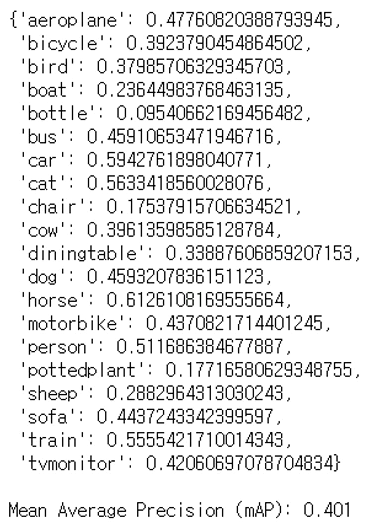 {'aeroplane': 0.47760820388793945,
'bicycle': 0.3923790454864502,
'bird': 0.37985706329345703,
'boat': 0.23644983768463135,
'bottle': 0.09540662169456482,
'bus': 0.45910653471946716,
'car': 0.5942761898040771,
'cat': 0.5633418560028076,
'chair': 0.17537915706634521,
'cow': 0.39613598585128784,
'diningtable': 0.33887606859207153,
'dog': 0.4593207836151123,
'horse': 0.6126108169555664,
'motorbike': 0.4370821714401245,
'person': 0.511686384677887,
'pottedplant': 0.17716580629348755,
'sheep': 0.2882964313030243,
'sofa': 0.4437243342399597,
'train': 0.5555421710014343,
'tvmonitor': 0.42060697078704834}
Mean Average Precision (mAP): 0.401